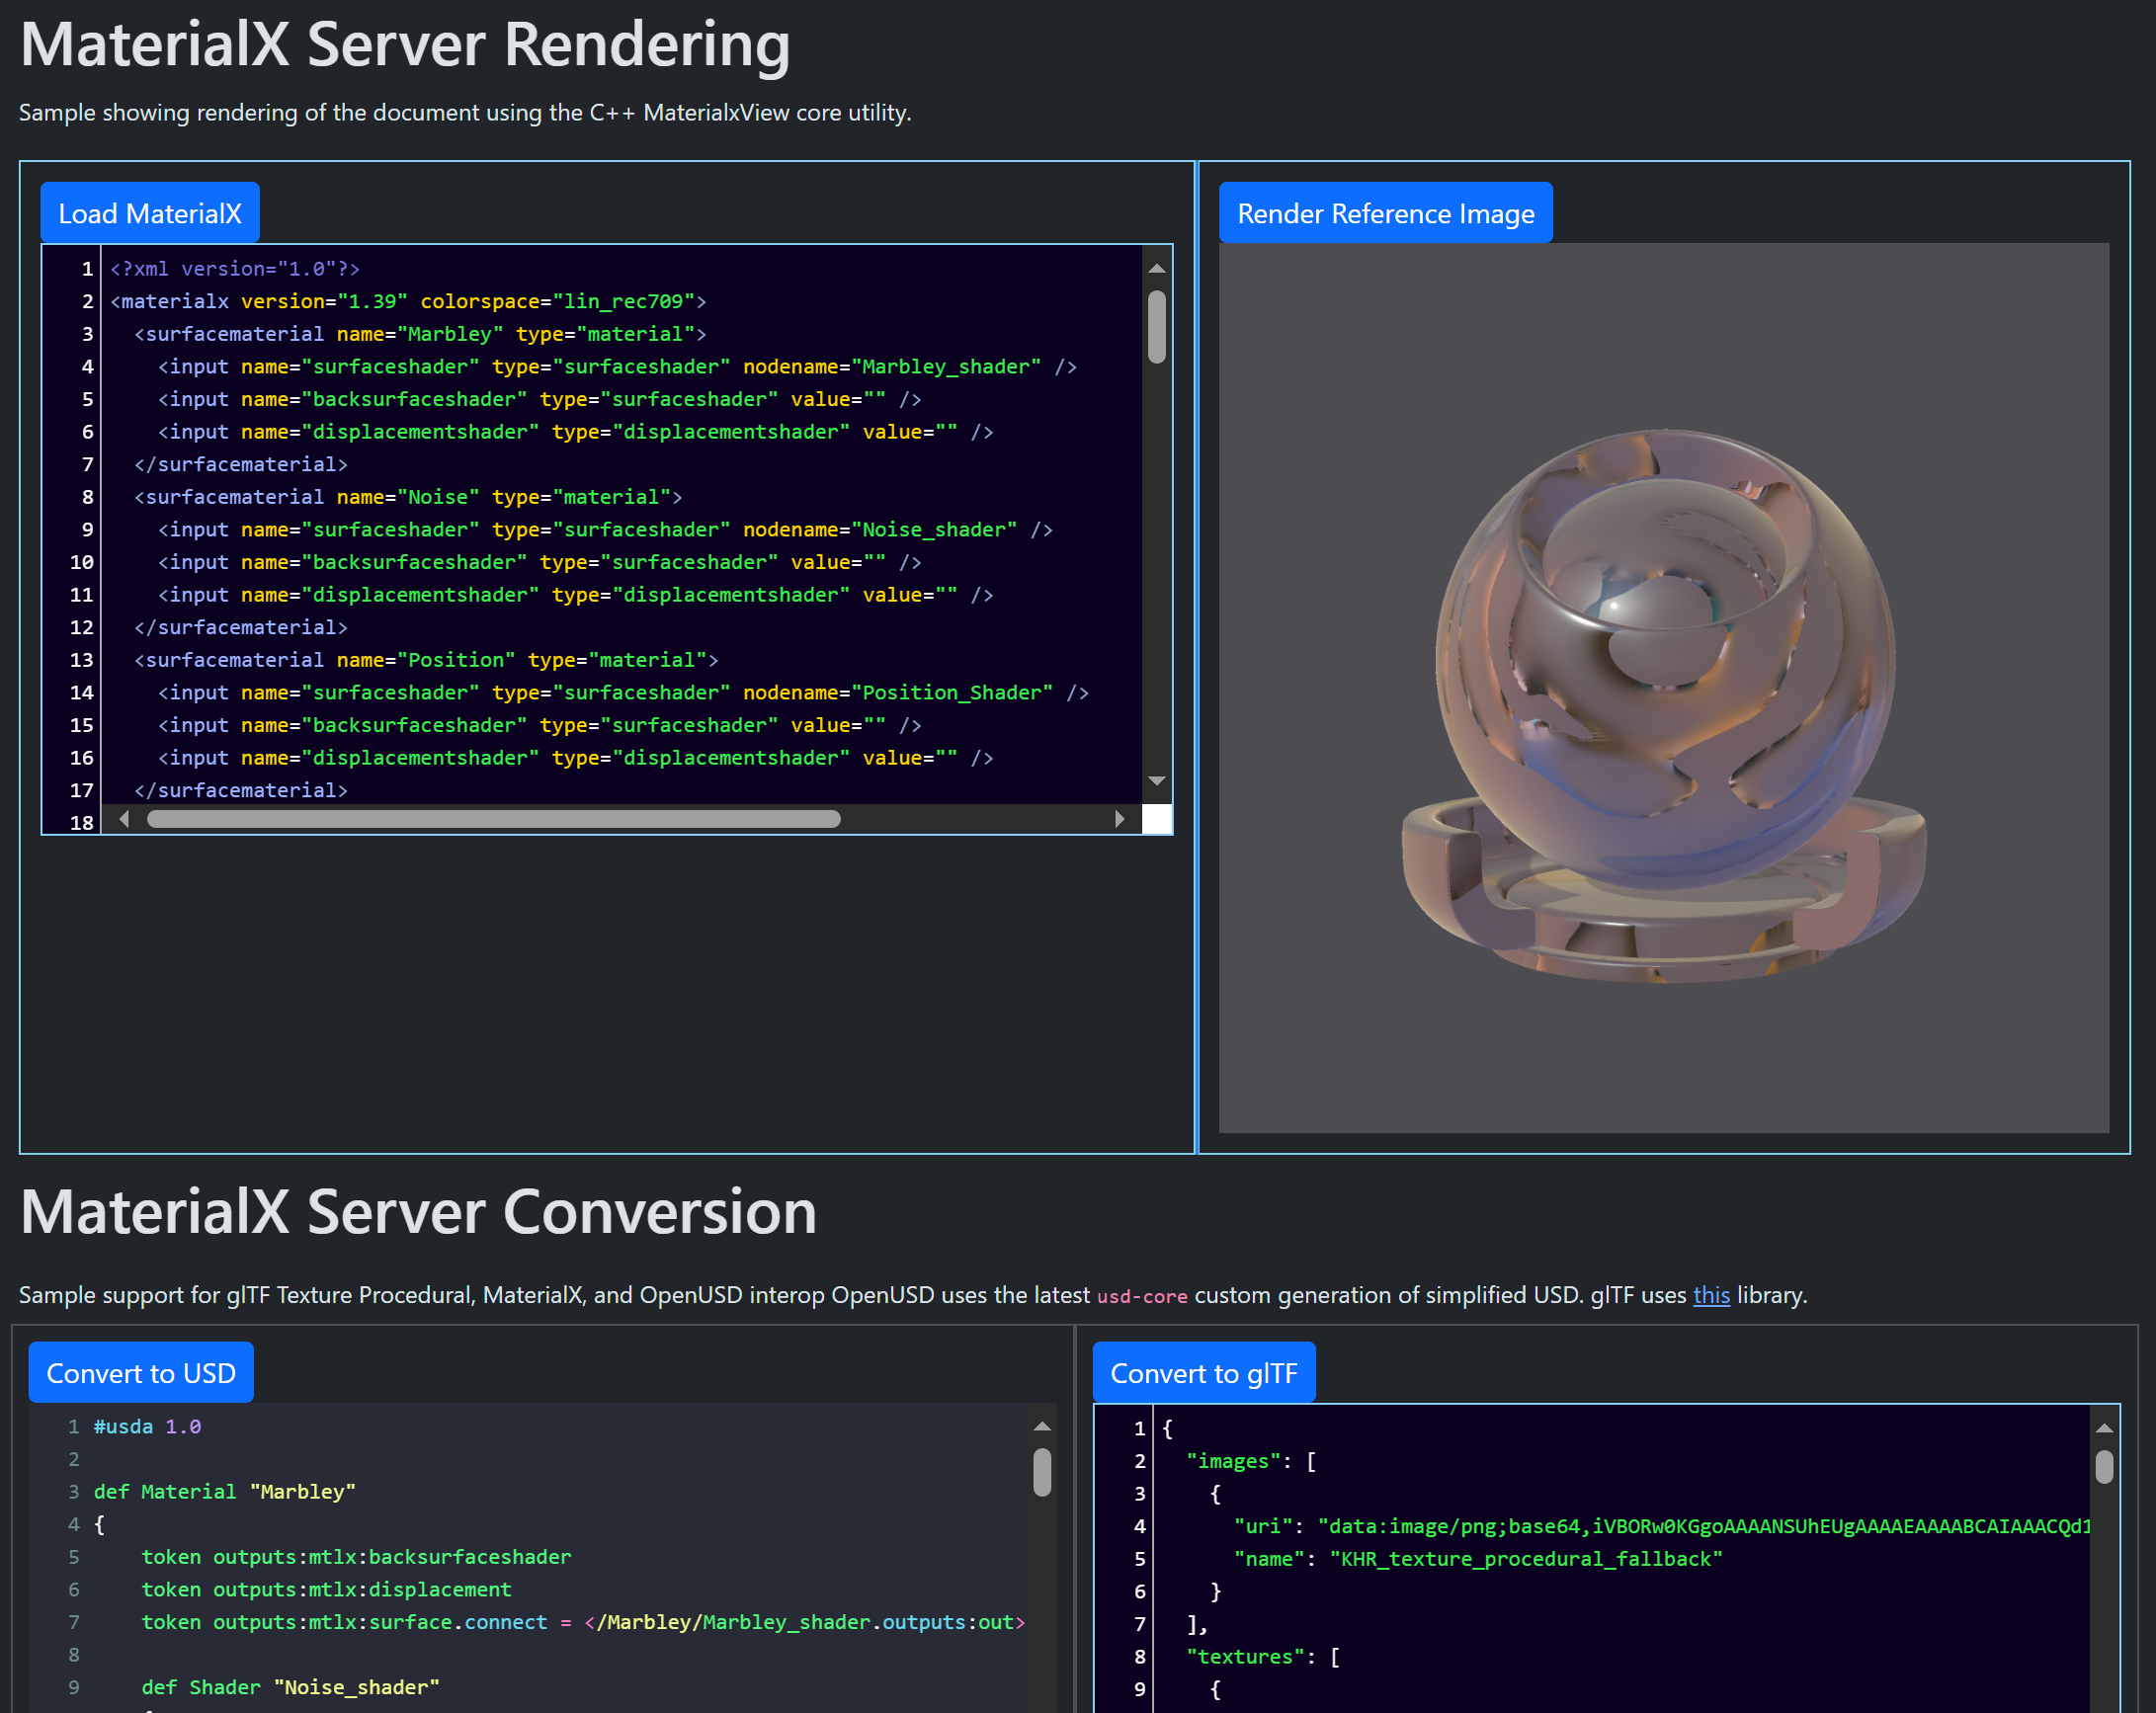 MaterialX Server Rendering
Sample showing rendering of the document using the C++ MaterialxView core utility.
Load MaterialX
1 <?xml version="1.0"?>
2 <materialx version="1.39" colorspace="lin_rec709">
3 <surfacematerial name="Marbley" type="material">
4 <input name="surfaceshader" type="surfaceshader" nodename="Marbley_shader" />
5 <input name="backsurfaceshader" type="surfaceshader" value="" />
6 <input name="displacementshader" type="displacementshader" value="" />
7 </surfacematerial>
8 <surfacematerial name="Noise" type="material">
9 <input name="surfaceshader" type="surfaceshader" nodename="Noise_shader" />
10 <input name="backsurfaceshader" type="surfaceshader" value="" />
11 <input name="displacementshader" type="displacementshader" value="" />
12 </surfacematerial>
13 <surfacematerial name="Position" type="material">
14 <input name="surfaceshader" type="surfaceshader" nodename="Position_Shader" />
15 <input name="backsurfaceshader" type="surfaceshader" value="" />
16 <input name="displacementshader" type="displacementshader" value="" />
17 </surfacematerial>
18
Render Reference Image
MaterialX Server Conversion
Sample support for glTF Texture Procedural, MaterialX, and OpenUSD interop OpenUSD uses the latest usd-core custom generation of simplified USD. glTF uses this library.
Convert to USD
1 #usda 1.0
2
3 def Material "Marbley"
4 {
5 token outputs:mtlx:backsurfaceshader
6 token outputs:mtlx:displacement
7 token outputs:mtlx:surface.connect = </Marbley/Marbley_shader.outputs:out>
8
9 def Shader "Noise_shader"
Convert to glTF
1 {
2 "images": [
3 {
4 "uri": "data:image/png;base64,iVBORw0KGgoAAAANSUhEUgAAAAEAAAABCAIAAACQd1
5 "name": "KHR_texture_procedural_fallback"
6 }
7 ],
8 "textures": [
9 {